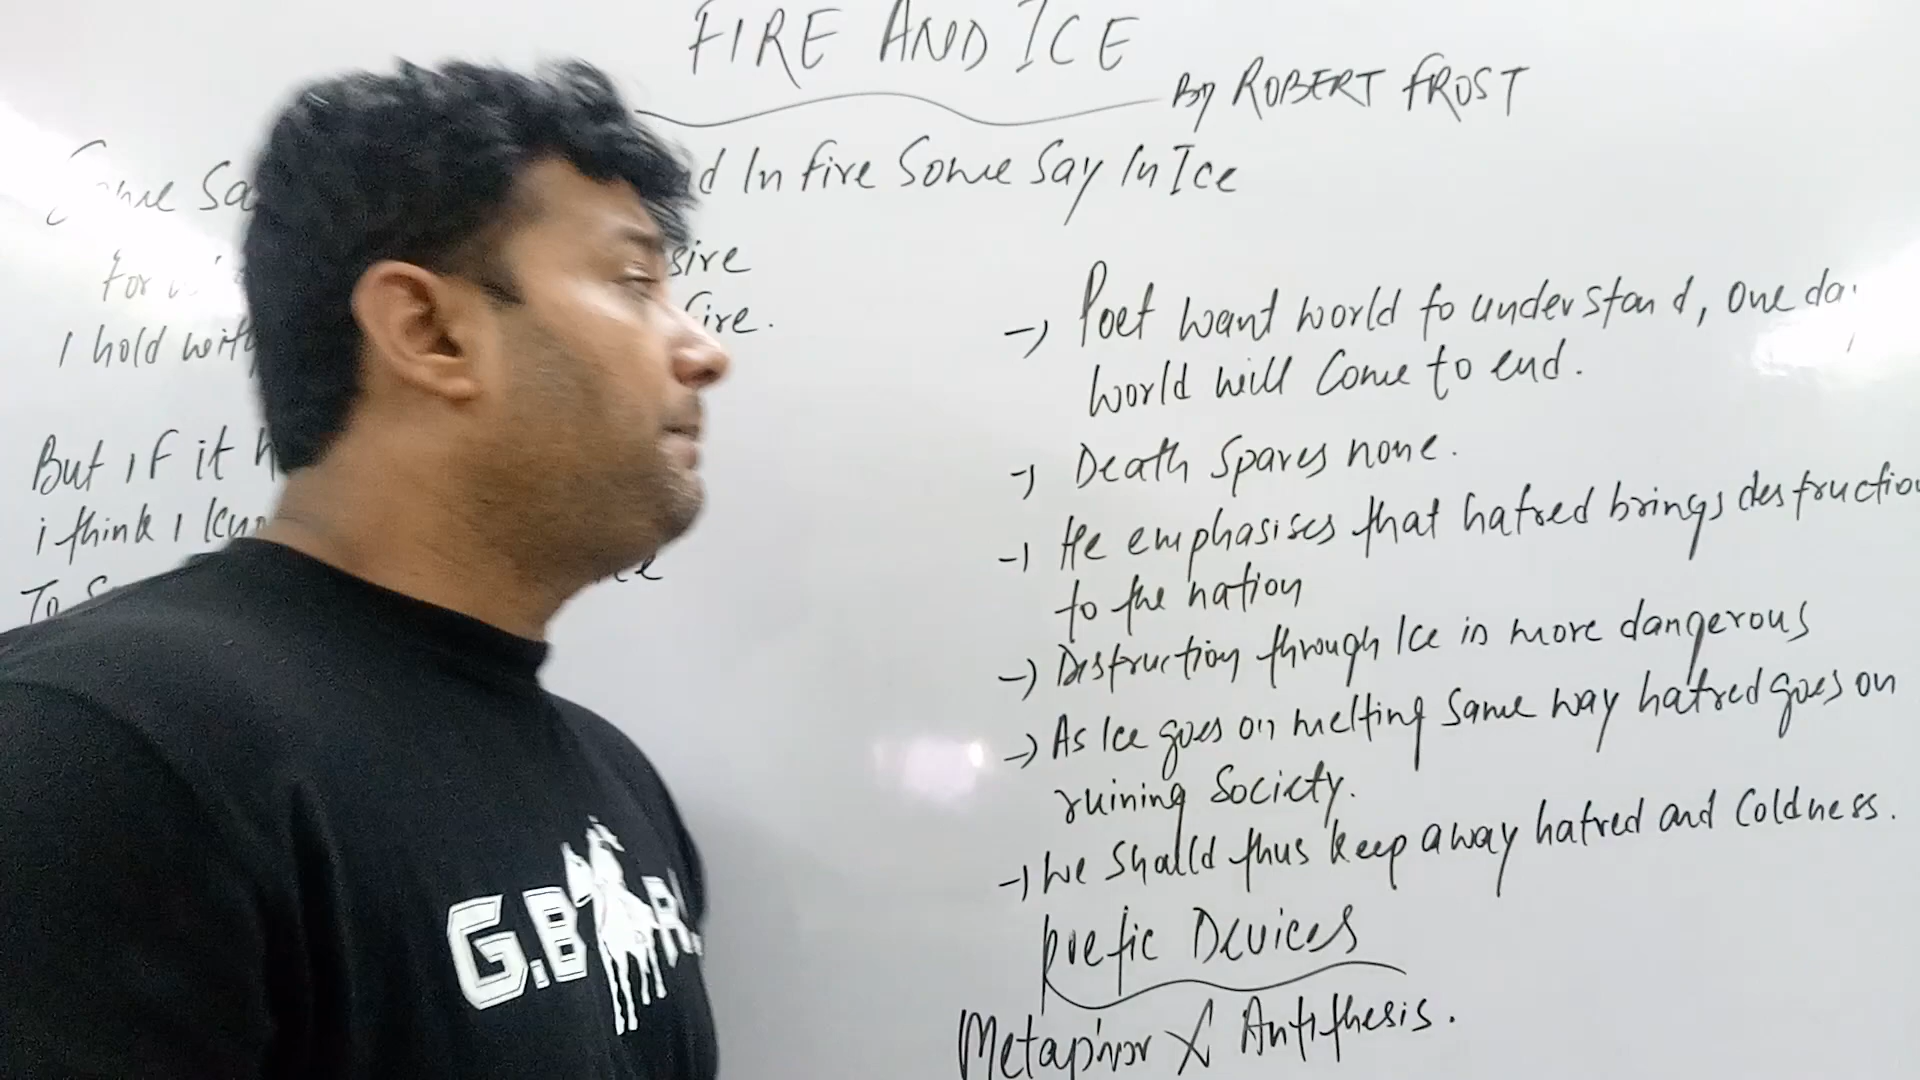 FIRE AND ICE
By ROBERT FROST
Some Sa d In fire Some Say In Ice
For sire
I hold with fire.
But if it h
i think I kno
To S ce
→ Poet want world to understand, one da
world will come to end.
→ Death spares none.
→ He emphasises that hatred brings destructio
to the nation
→ Destruction through Ice is more dangerous
→ As Ice goes on melting same way hatred goes on
ruining Society.
→ We Shalld thus keep away hatred and Coldness.
Poetic Devices
Metaphor X Antithesis.
G.B R.